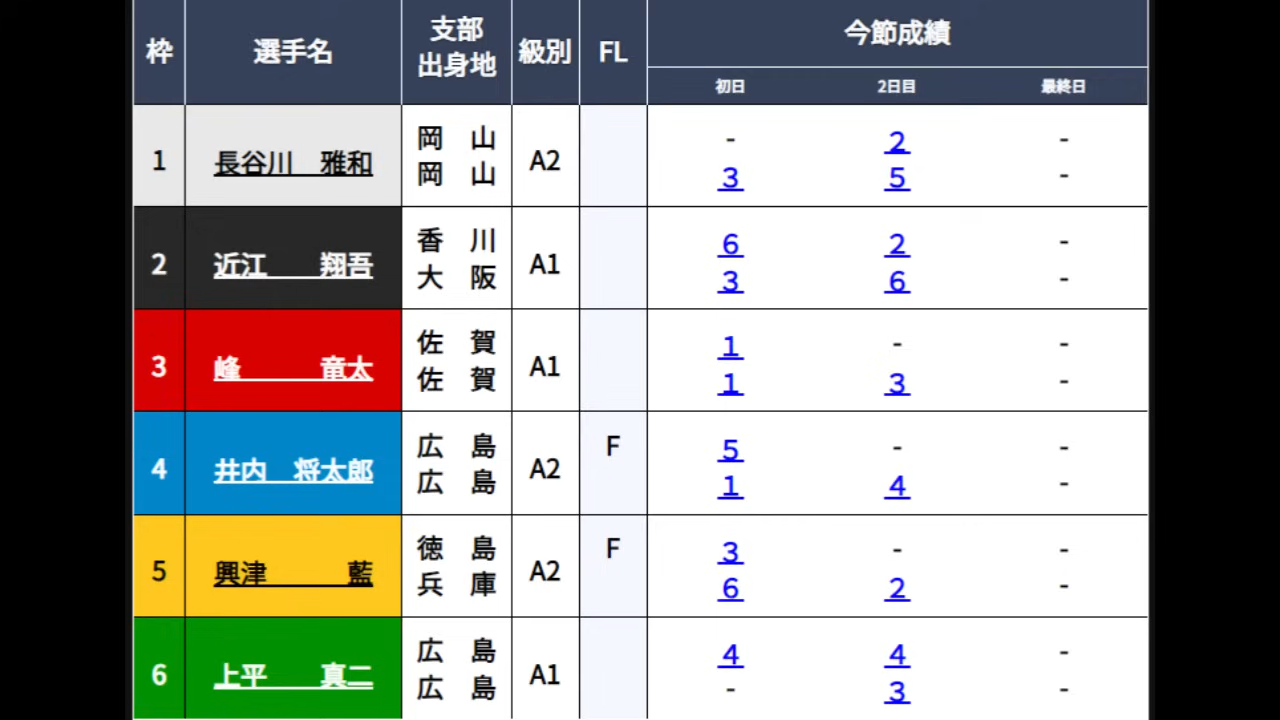 枠 選手名 支部 出身地 級別 FL 今節成績
初日 2日目 最終日
1 長谷川 雅和 岡山 A2 - 2 -
岡山 3 5 -
2 近江 翔吾 香川 A1 6 2 -
大阪 3 6 -
3 峰 竜太 佐賀 A1 1 - -
佐賀 1 3 -
4 井内 将太郎 広島 A2 F 5 - -
広島 1 4 -
5 興津 藍 徳島 A2 F 3 - -
兵庫 6 2 -
6 上平 真二 広島 A1 4 4 -
広島 - 3 -